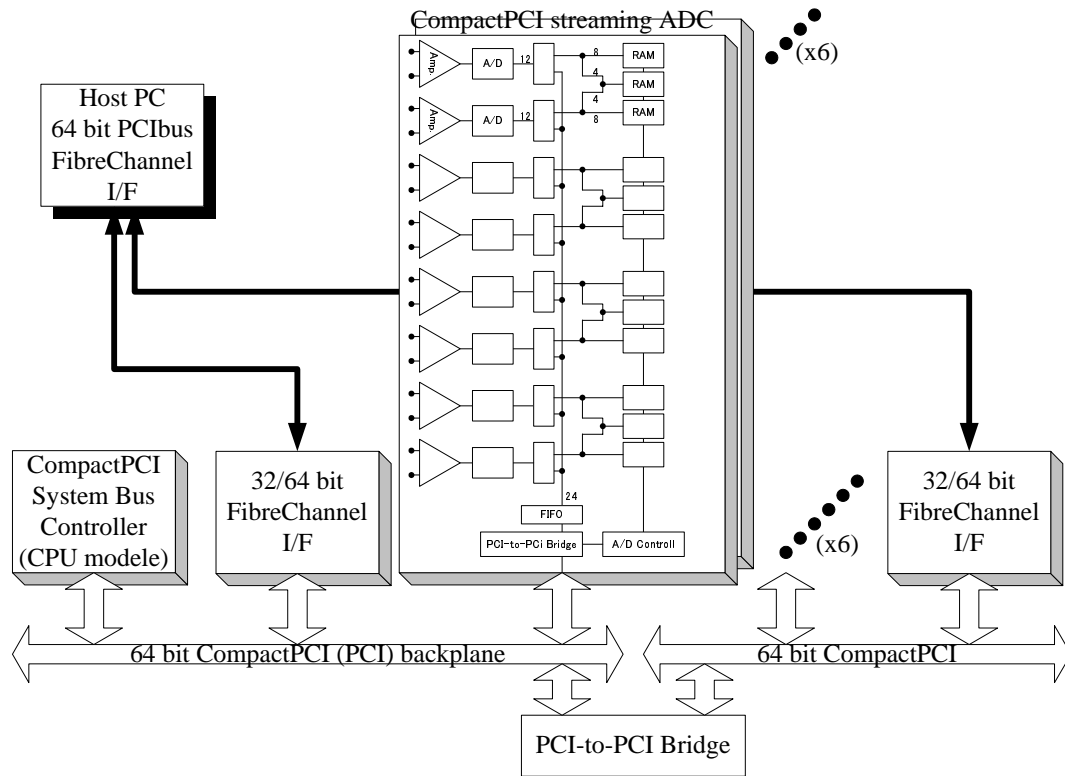 CompactPCI streaming ADC
(x6)
Host PC
64 bit PCIbus
FibreChannel
I/F
Amp.
A/D
12
8
RAM
4
RAM
Amp.
A/D
12
4
8
RAM
24
FIFO
PCI-to-PCi Bridge
A/D Controll
CompactPCI
System Bus
Controller
(CPU modele)
32/64 bit
FibreChannel
I/F
(x6)
32/64 bit
FibreChannel
I/F
64 bit CompactPCI (PCI) backplane
64 bit CompactPCI
PCI-to-PCI Bridge